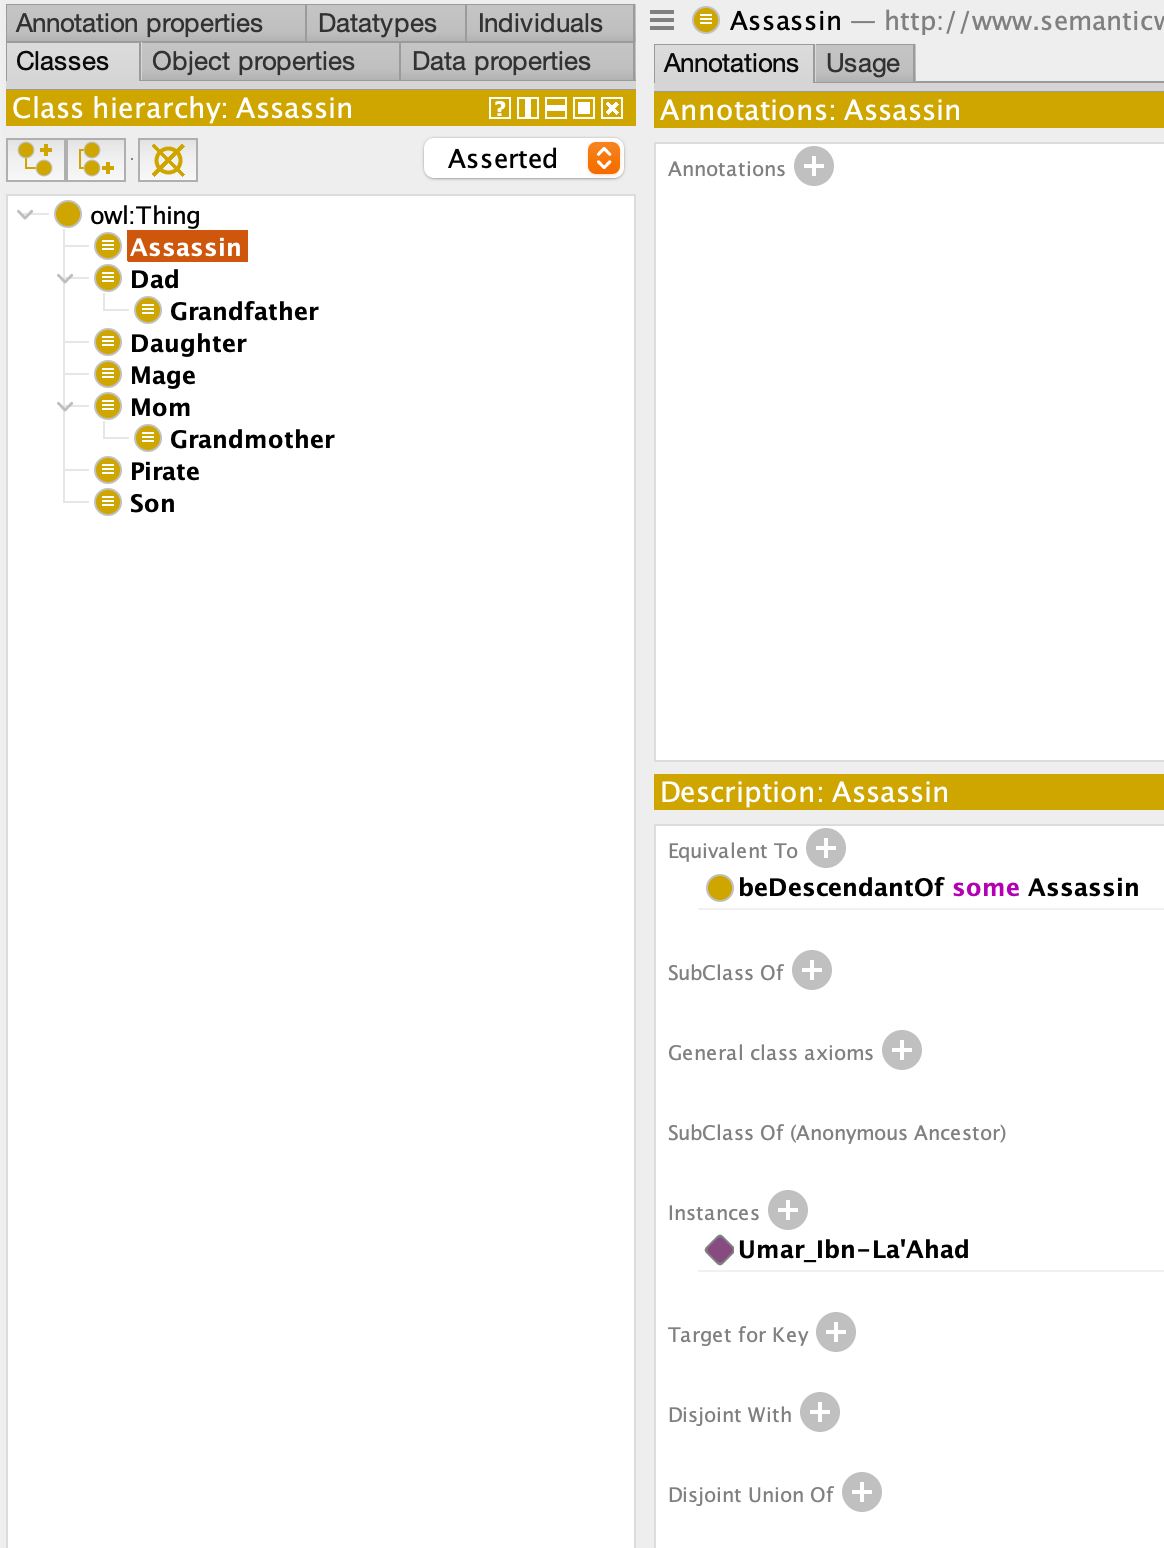 Annotation properties Datatypes Individuals
Classes Object properties Data properties
Class hierarchy: Assassin
Asserted
owl:Thing
Assassin
Dad
Grandfather
Daughter
Mage
Mom
Grandmother
Pirate
Son
Assassin — http://www.semanticw
Annotations Usage
Annotations: Assassin
Annotations
Description: Assassin
Equivalent To
beDescendantOf some Assassin
SubClass Of
General class axioms
SubClass Of (Anonymous Ancestor)
Instances
Umar_Ibn-La'Ahad
Target for Key
Disjoint With
Disjoint Union Of